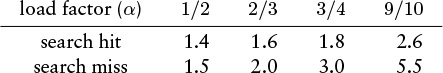 load factor (α) 1/2 2/3 3/4 9/10
search hit 1.4 1.6 1.8 2.6
search miss 1.5 2.0 3.0 5.5